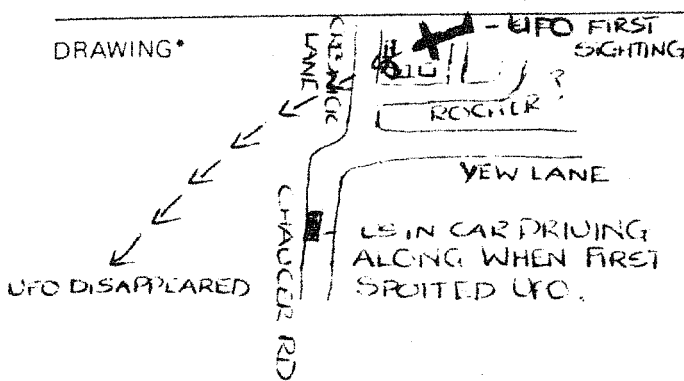 DRAWING*
- UFO FIRST
SIGHTING
LANE
ROCHER ?
YEW LANE
CHAUCER RD
US IN CAR DRIVING
ALONG WHEN FIRST
SPOTTED UFO.
UFO DISAPPEARED